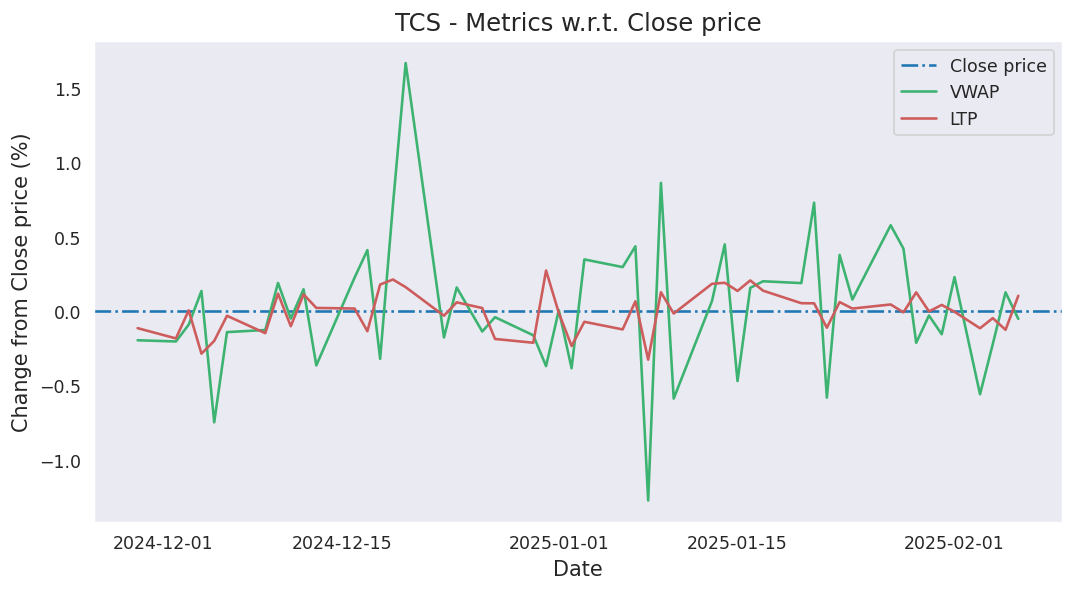 TCS - Metrics w.r.t. Close price
Close price
VWAP
LTP
Change from Close price (%)
1.5
1.0
0.5
0.0
−0.5
−1.0
2024-12-01 2024-12-15 2025-01-01 2025-01-15 2025-02-01
Date